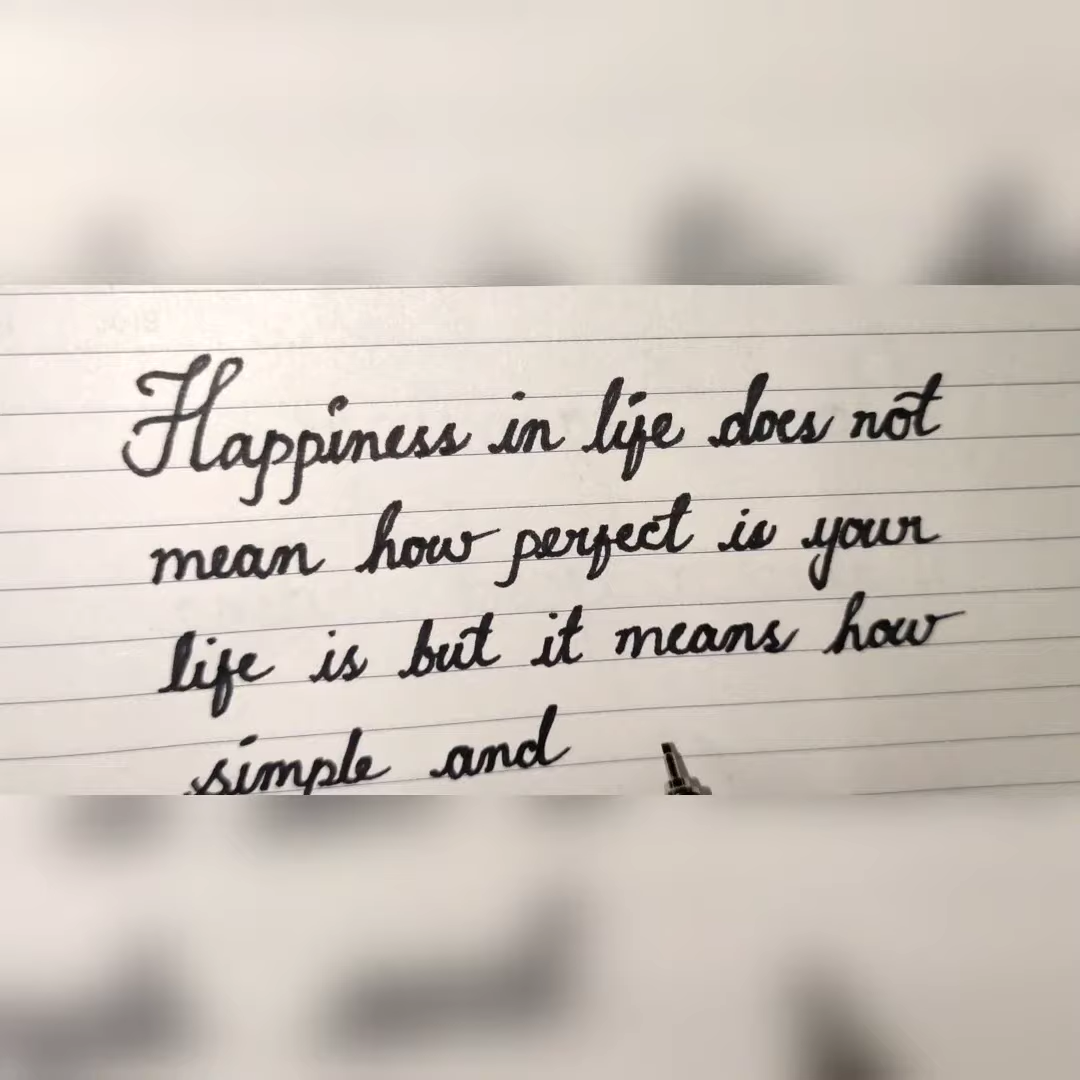 Happiness in life does not
mean how perfect is your
life is but it means how
simple and